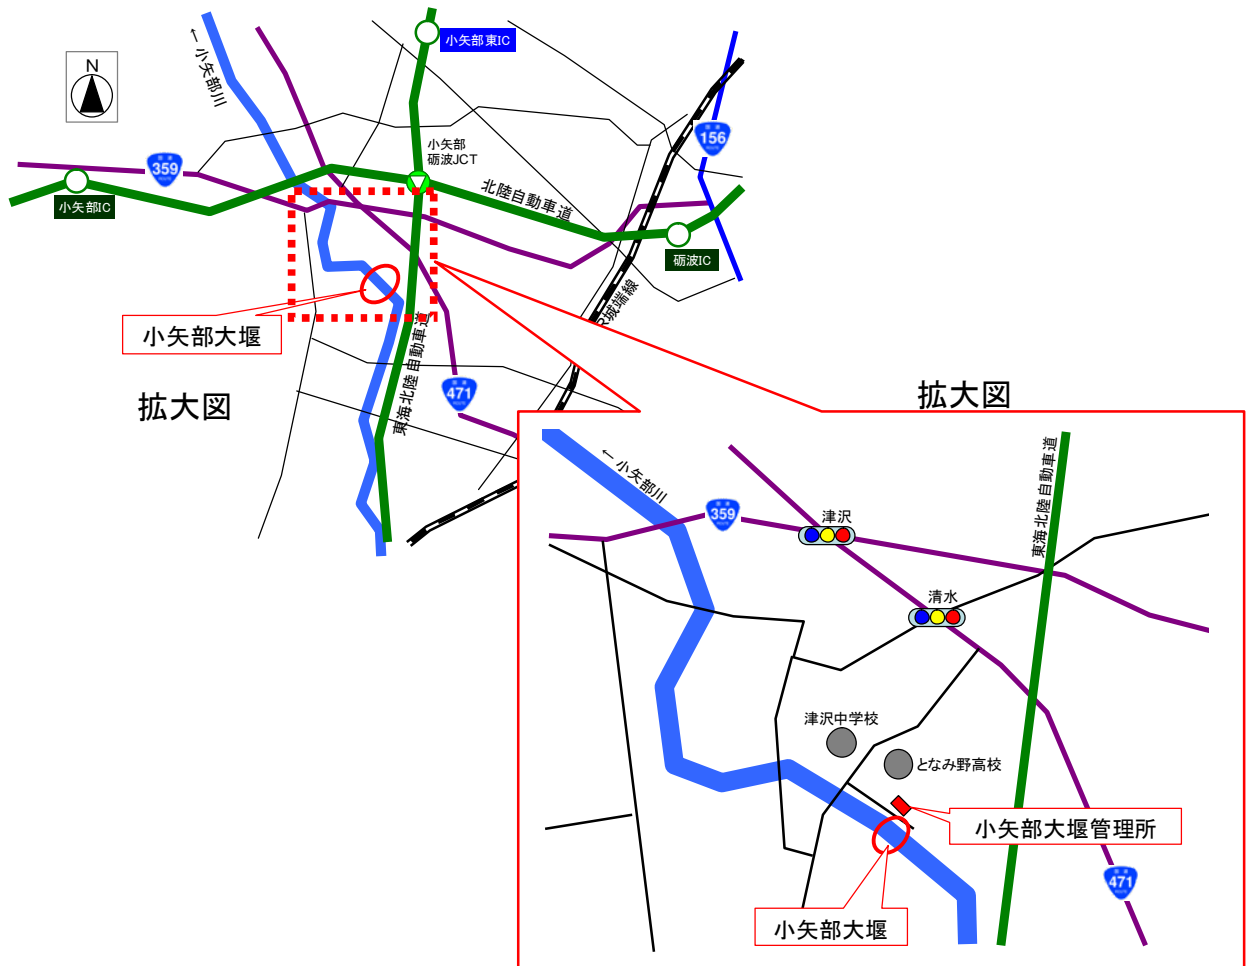 小矢部東IC
N
← 小矢部川
小矢部
砺波JCT
156
359
北陸自動車道
小矢部IC
砺波IC
R城端線
小矢部大堰
東海北陸自動車道
471
拡大図
拡大図
← 小矢部川
東海北陸自動車道
359
津沢
清水
津沢中学校
となみ野高校
小矢部大堰管理所
471
小矢部大堰